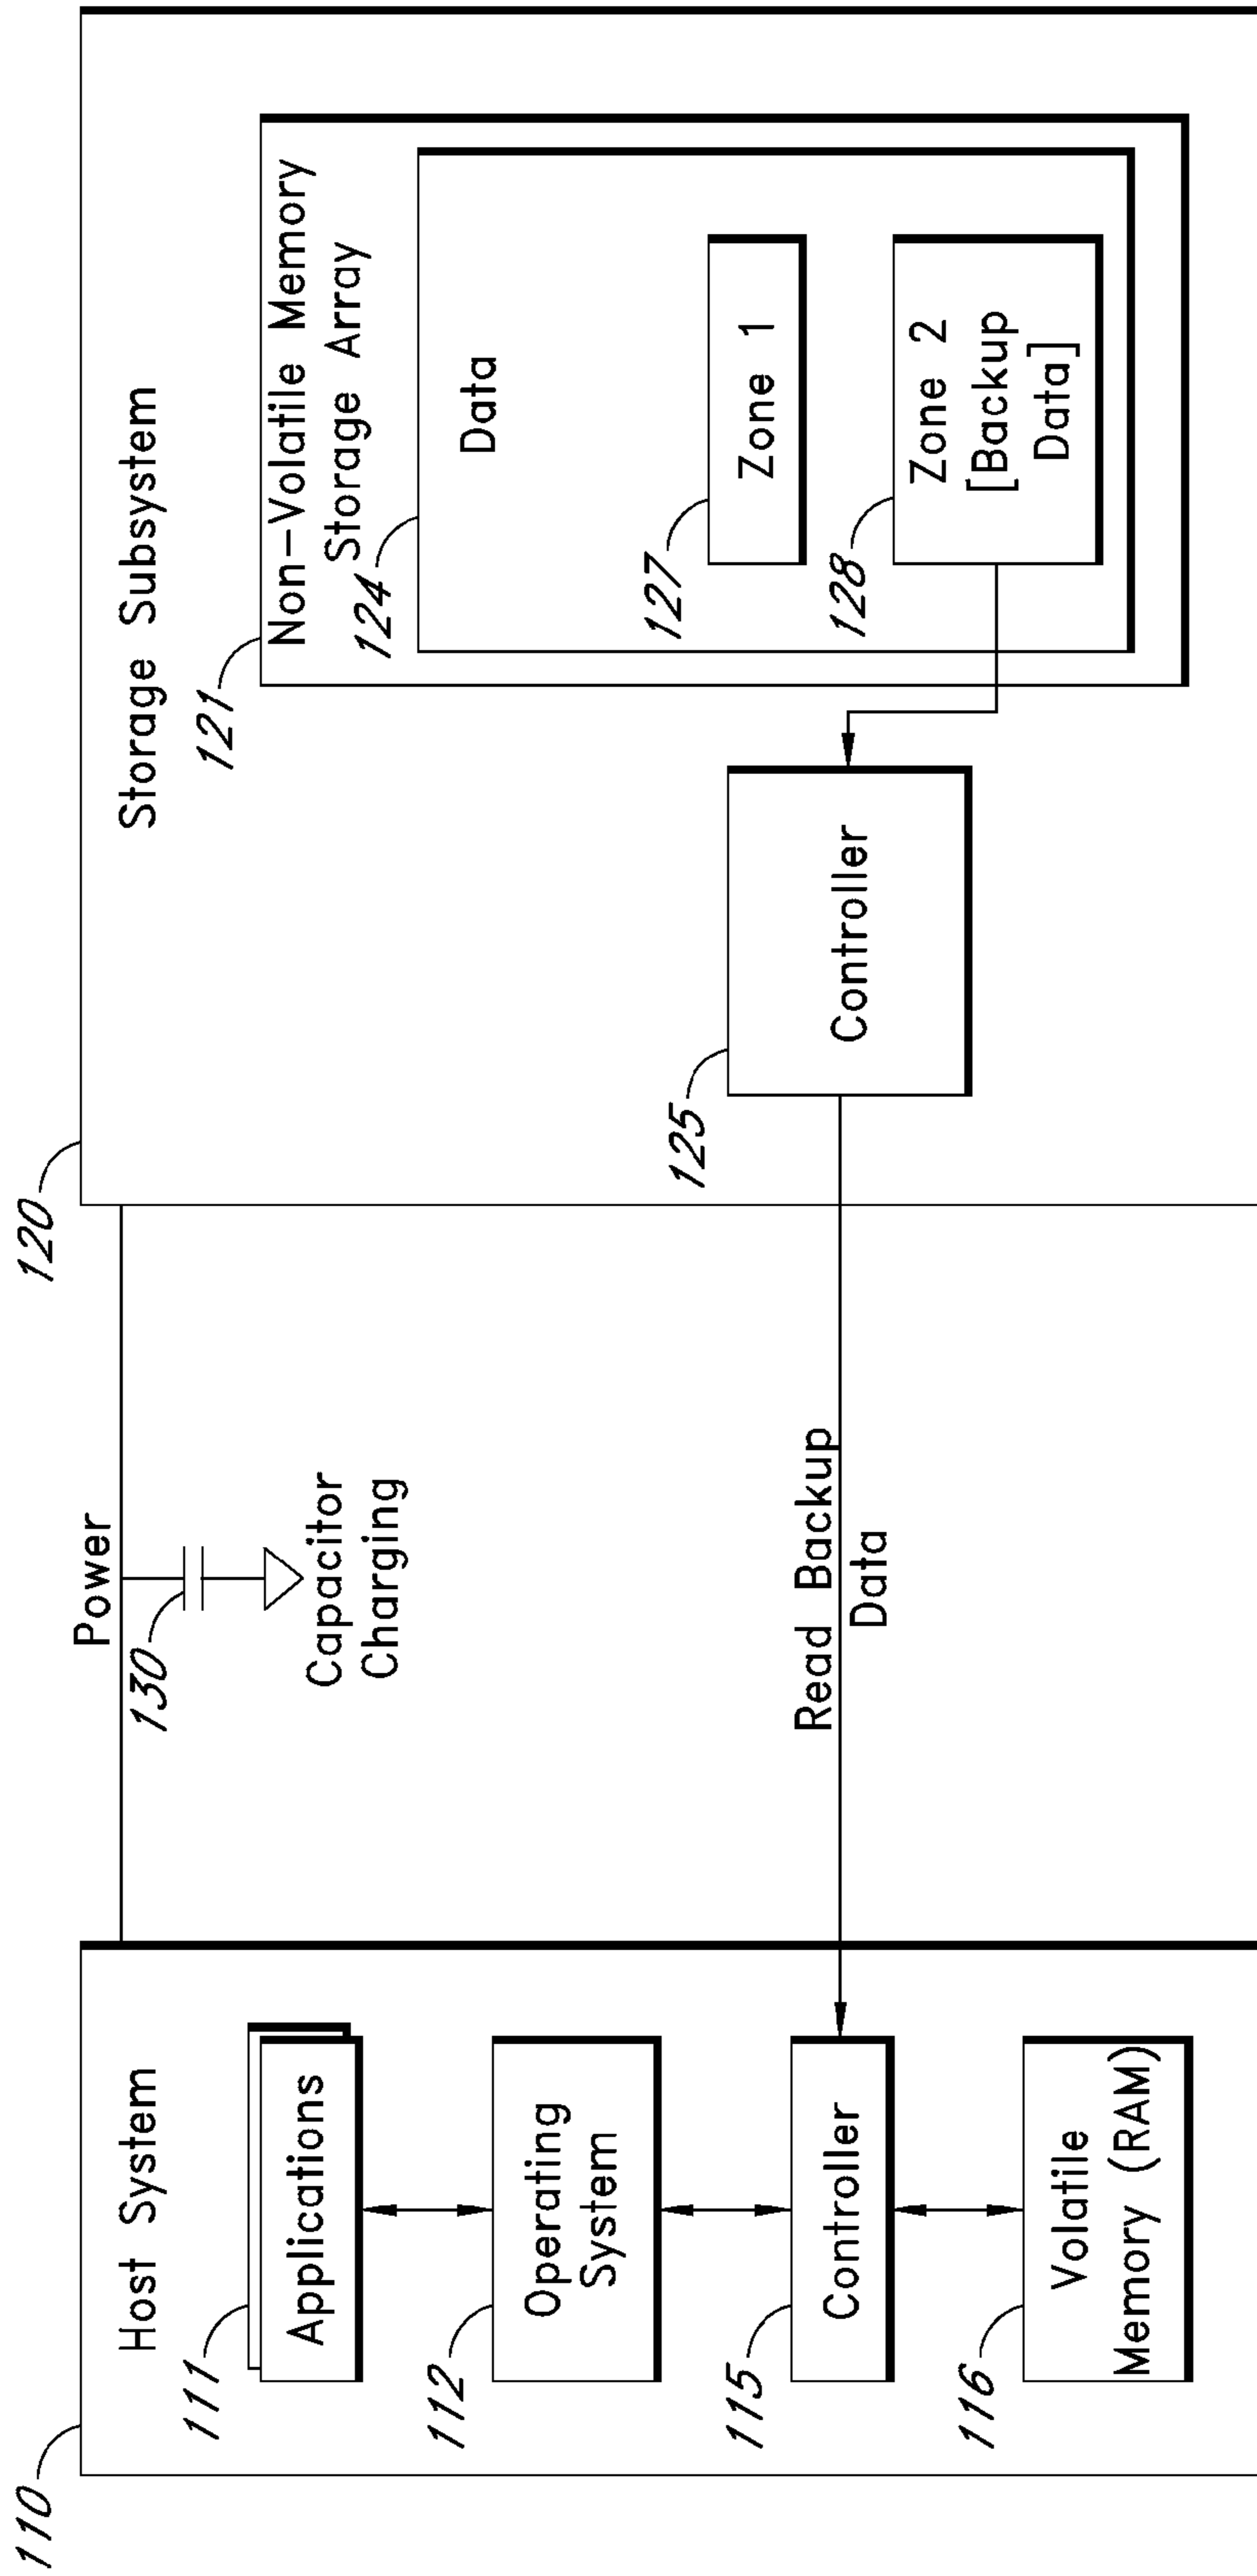 110
Host System
111
Applications
112
Operating
System
115
Controller
116
Volatile
Memory (RAM)
Power
130
Capacitor
Charging
Read Backup
Data
120
Storage Subsystem
121
Non-Volatile Memory
Storage Array
124
Data
127
Zone 1
128
Zone 2
[Backup
Data]
125
Controller